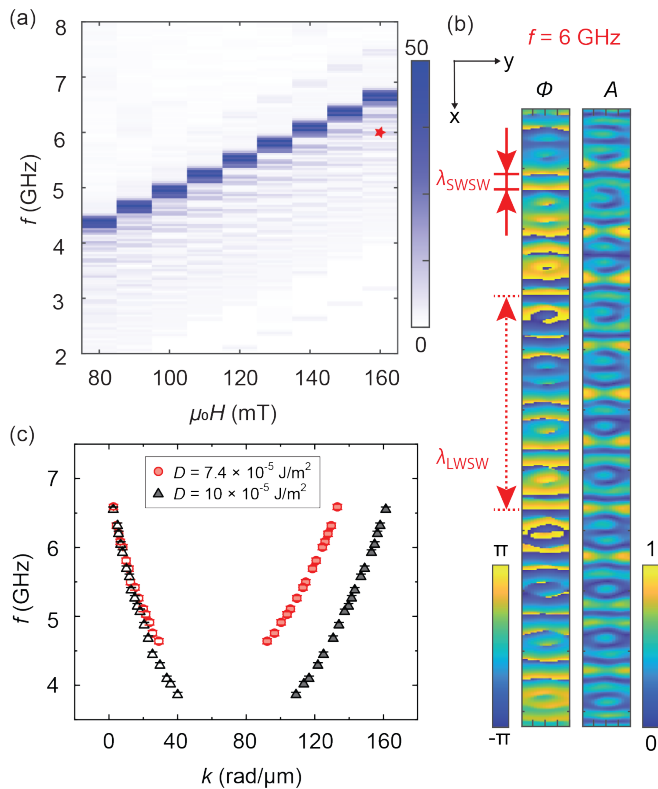 (a)
8
7
6
5
4
3
2
f (GHz)
80 100 120 140 160
μ₀H (mT)
50
0
(b)
f = 6 GHz
y
x
Φ A
λSWSW
λLWSW
π
-π
1
0
(c)
D = 7.4 × 10⁻⁵ J/m²
D = 10 × 10⁻⁵ J/m²
7
6
5
4
f (GHz)
0 40 80 120 160
k (rad/μm)